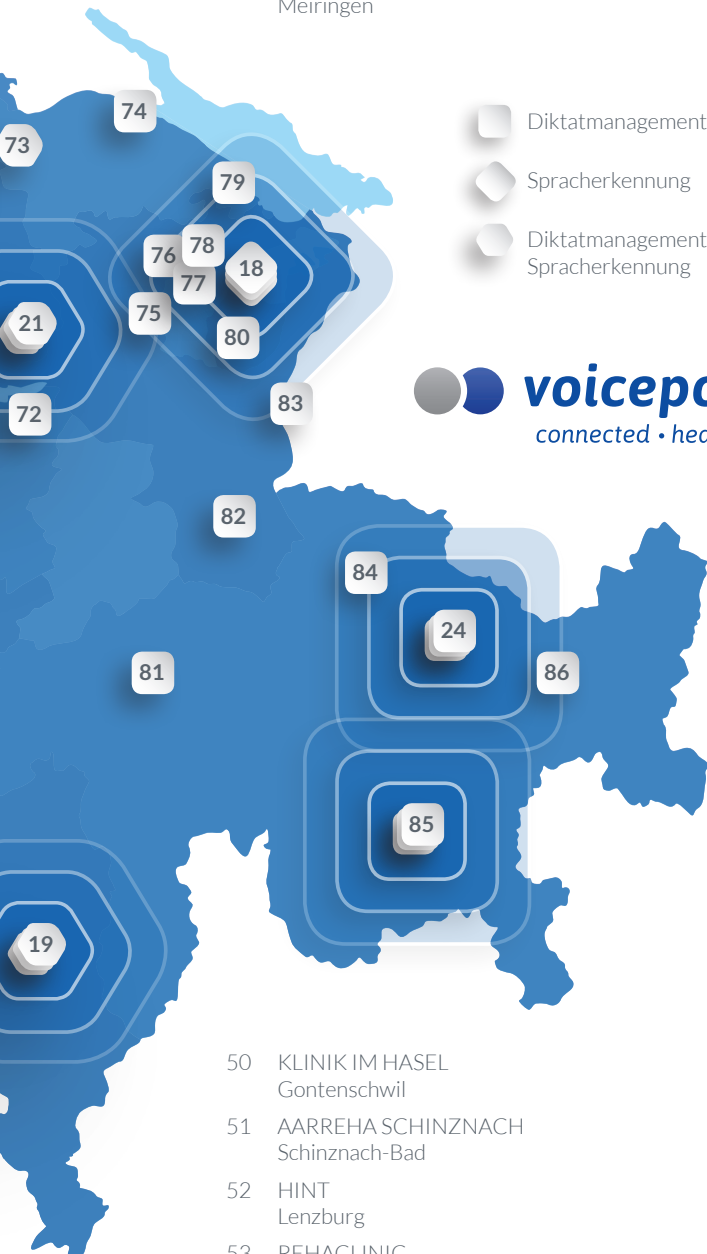 Meiringen
74
73
79
78
76
77
18
75
21
80
72
83
82
84
24
81
86
85
19
Diktatmanagement
Spracherkennung
Diktatmanagement
Spracherkennung
connected • 
50 KLINIK IM HASEL
Gontenschwil
51 AARREHA SCHINZNACH
Schinznach-Bad
52 HINT
Lenzburg
53 REHACLINIC